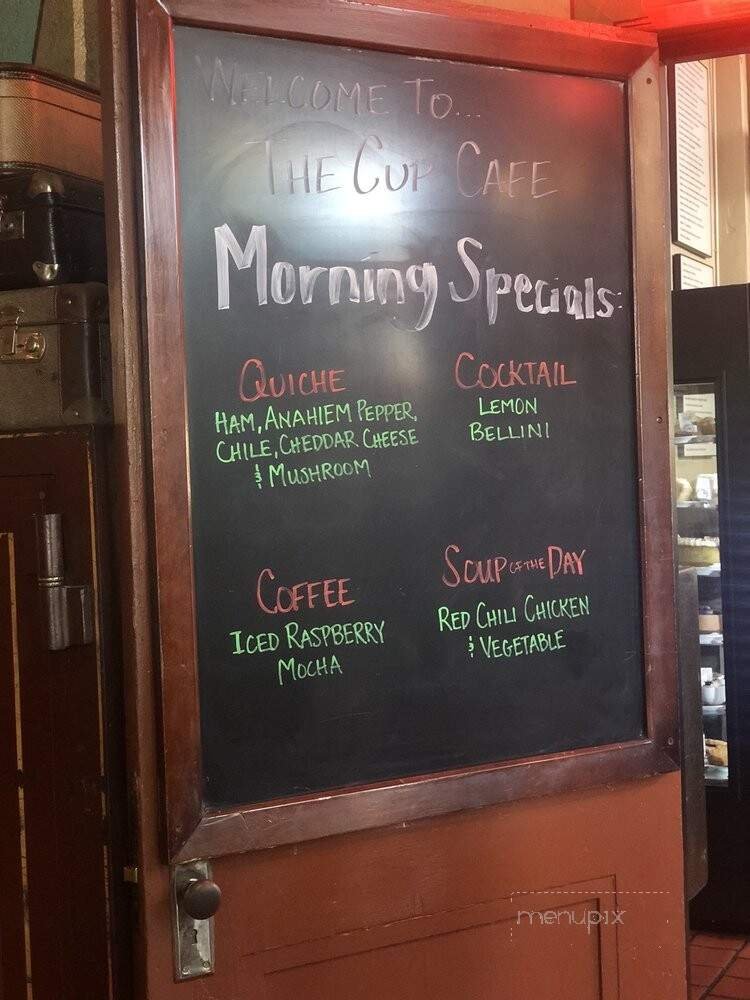 WELCOME TO...
THE CUP CAFE
Morning Specials:
QUICHE
HAM, ANAHIEM PEPPER,
CHILE, CHEDDAR CHEESE
& MUSHROOM
COCKTAIL
LEMON
BELLINI
COFFEE
ICED RASPBERRY
MOCHA
SOUP OF THE DAY
RED CHILI CHICKEN
& VEGETABLE
menupix